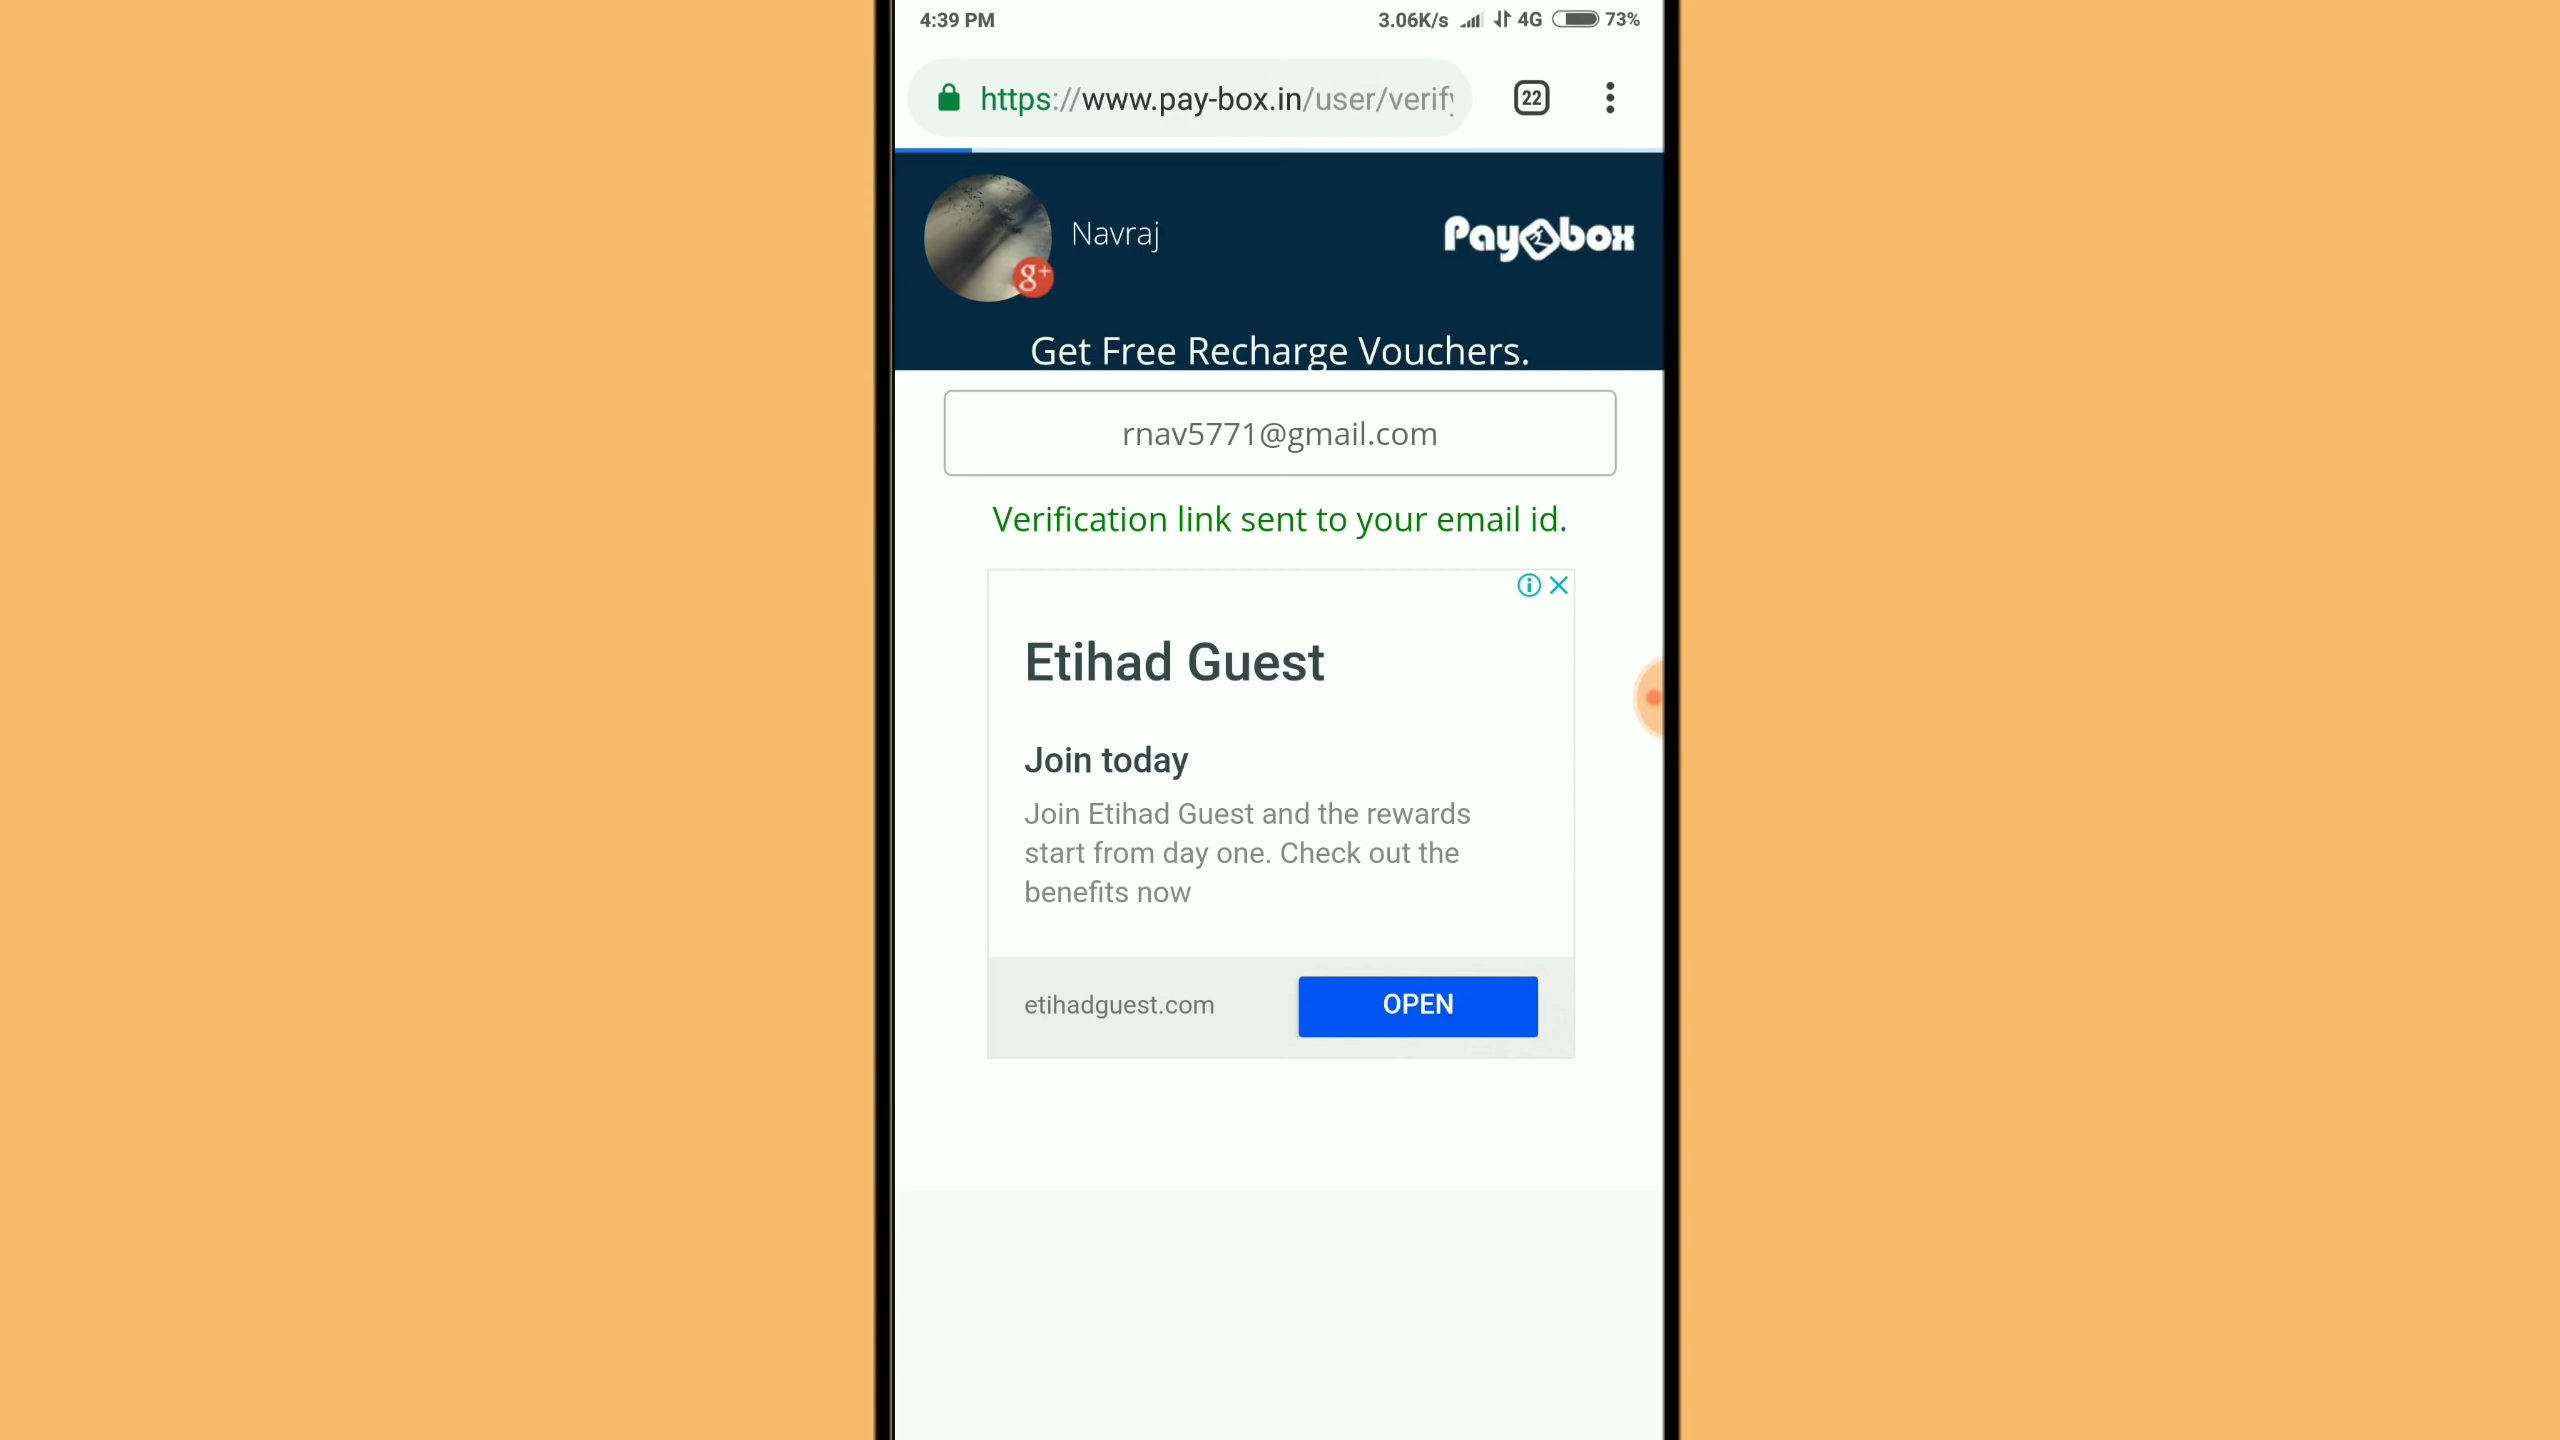 4:39 PM 3.06K/s 4G 73%
https://www.pay-box.in/user/verify 22
Navraj g+ Paybox
Get Free Recharge Vouchers.
rnav5771@gmail.com
Verification link sent to your email id.
Etihad Guest
Join today
Join Etihad Guest and the rewards
start from day one. Check out the
benefits now
etihadguest.com OPEN